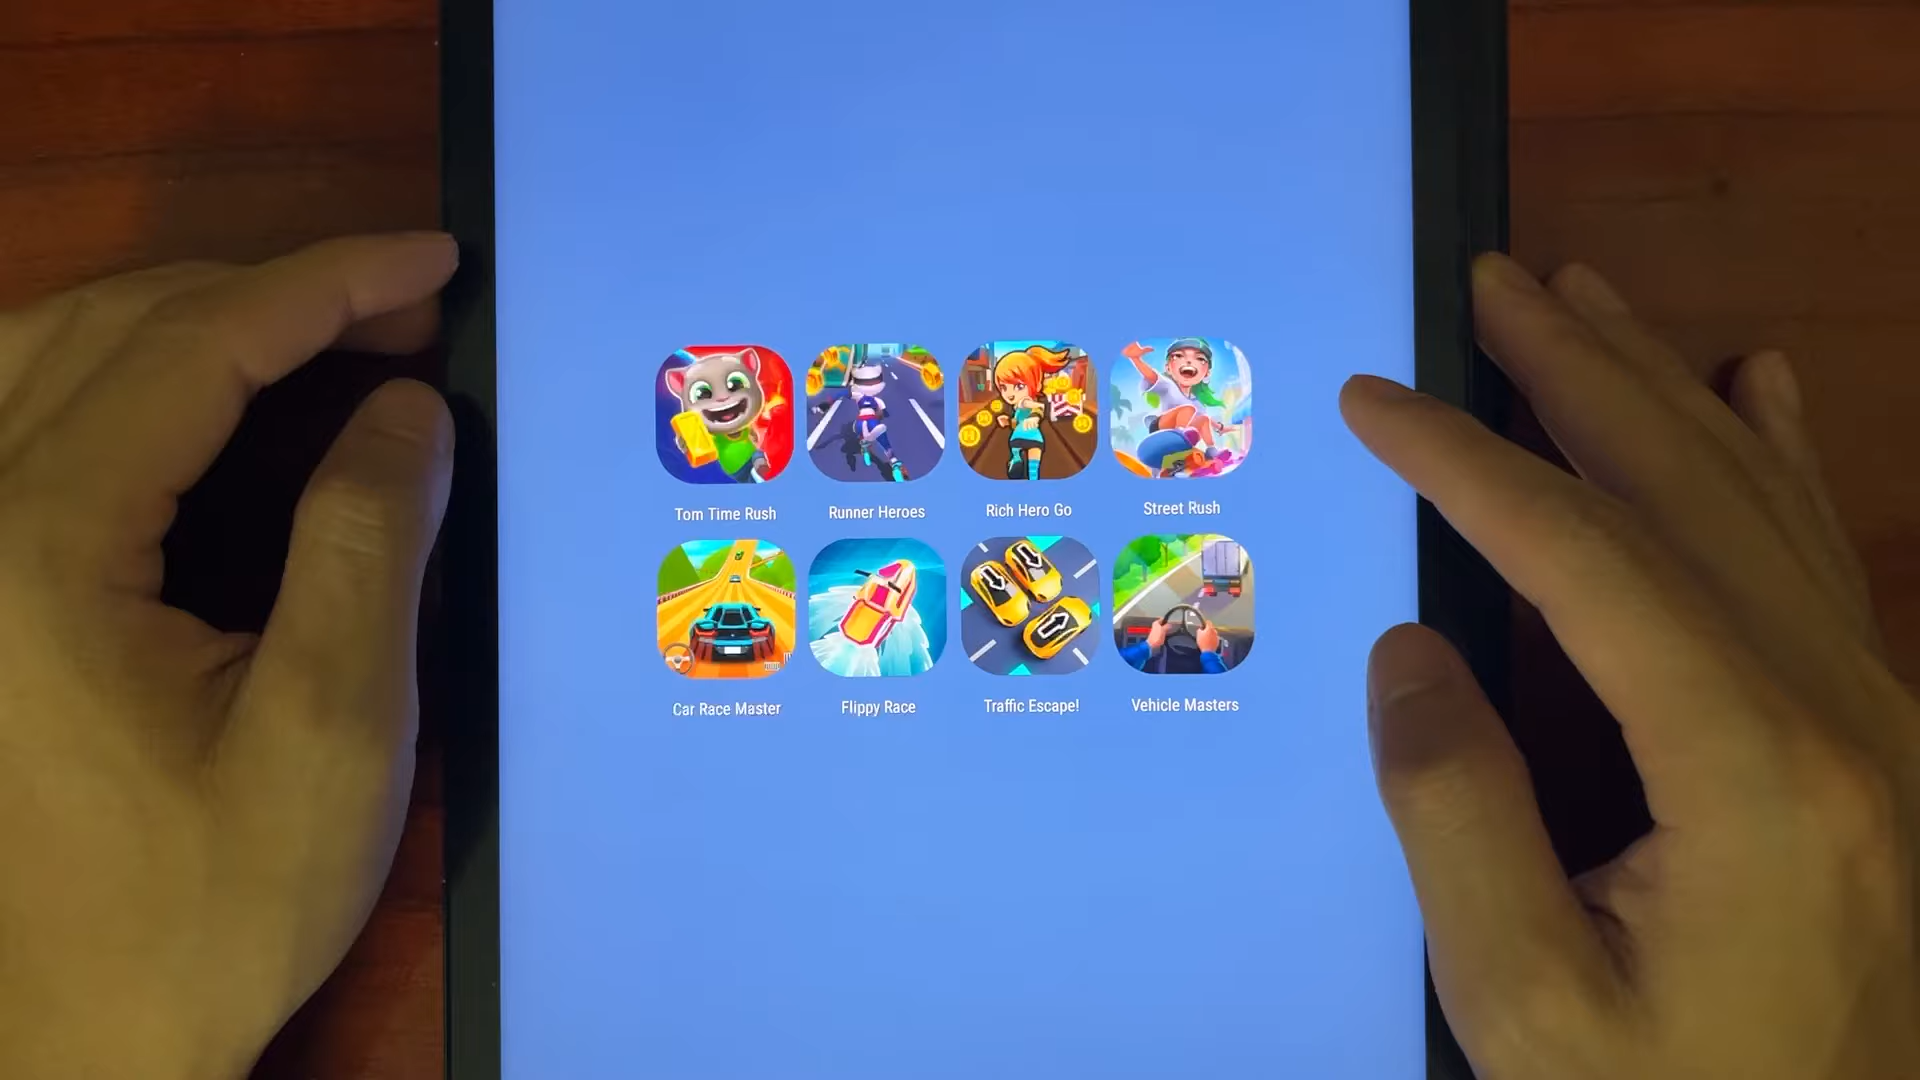 Tom Time Rush
Runner Heroes
Rich Hero Go
Street Rush
Car Race Master
Flippy Race
Traffic Escape!
Vehicle Masters